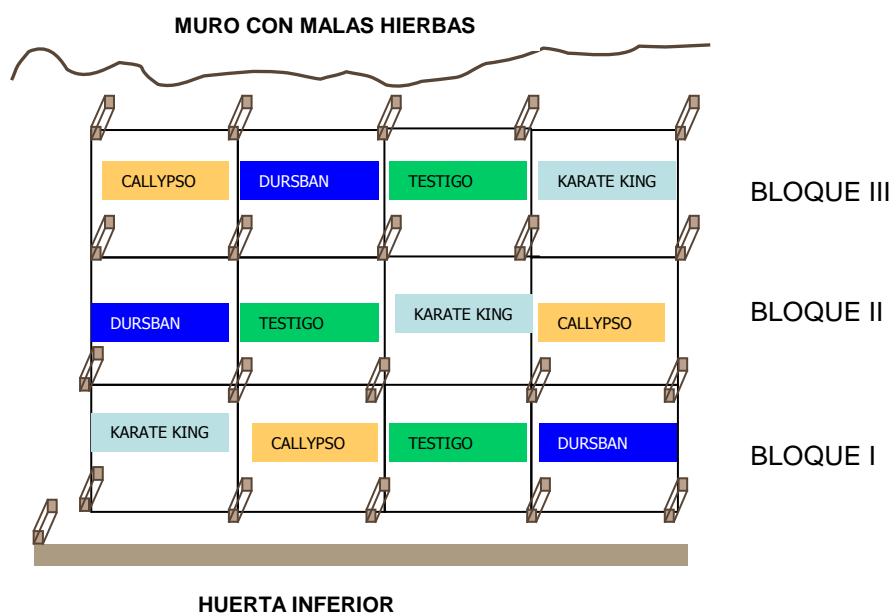 MURO CON MALAS HIERBAS
CALLYPSO DURSBAN TESTIGO KARATE KING BLOQUE III
DURSBAN TESTIGO KARATE KING CALLYPSO BLOQUE II
KARATE KING CALLYPSO TESTIGO DURSBAN BLOQUE I
HUERTA INFERIOR